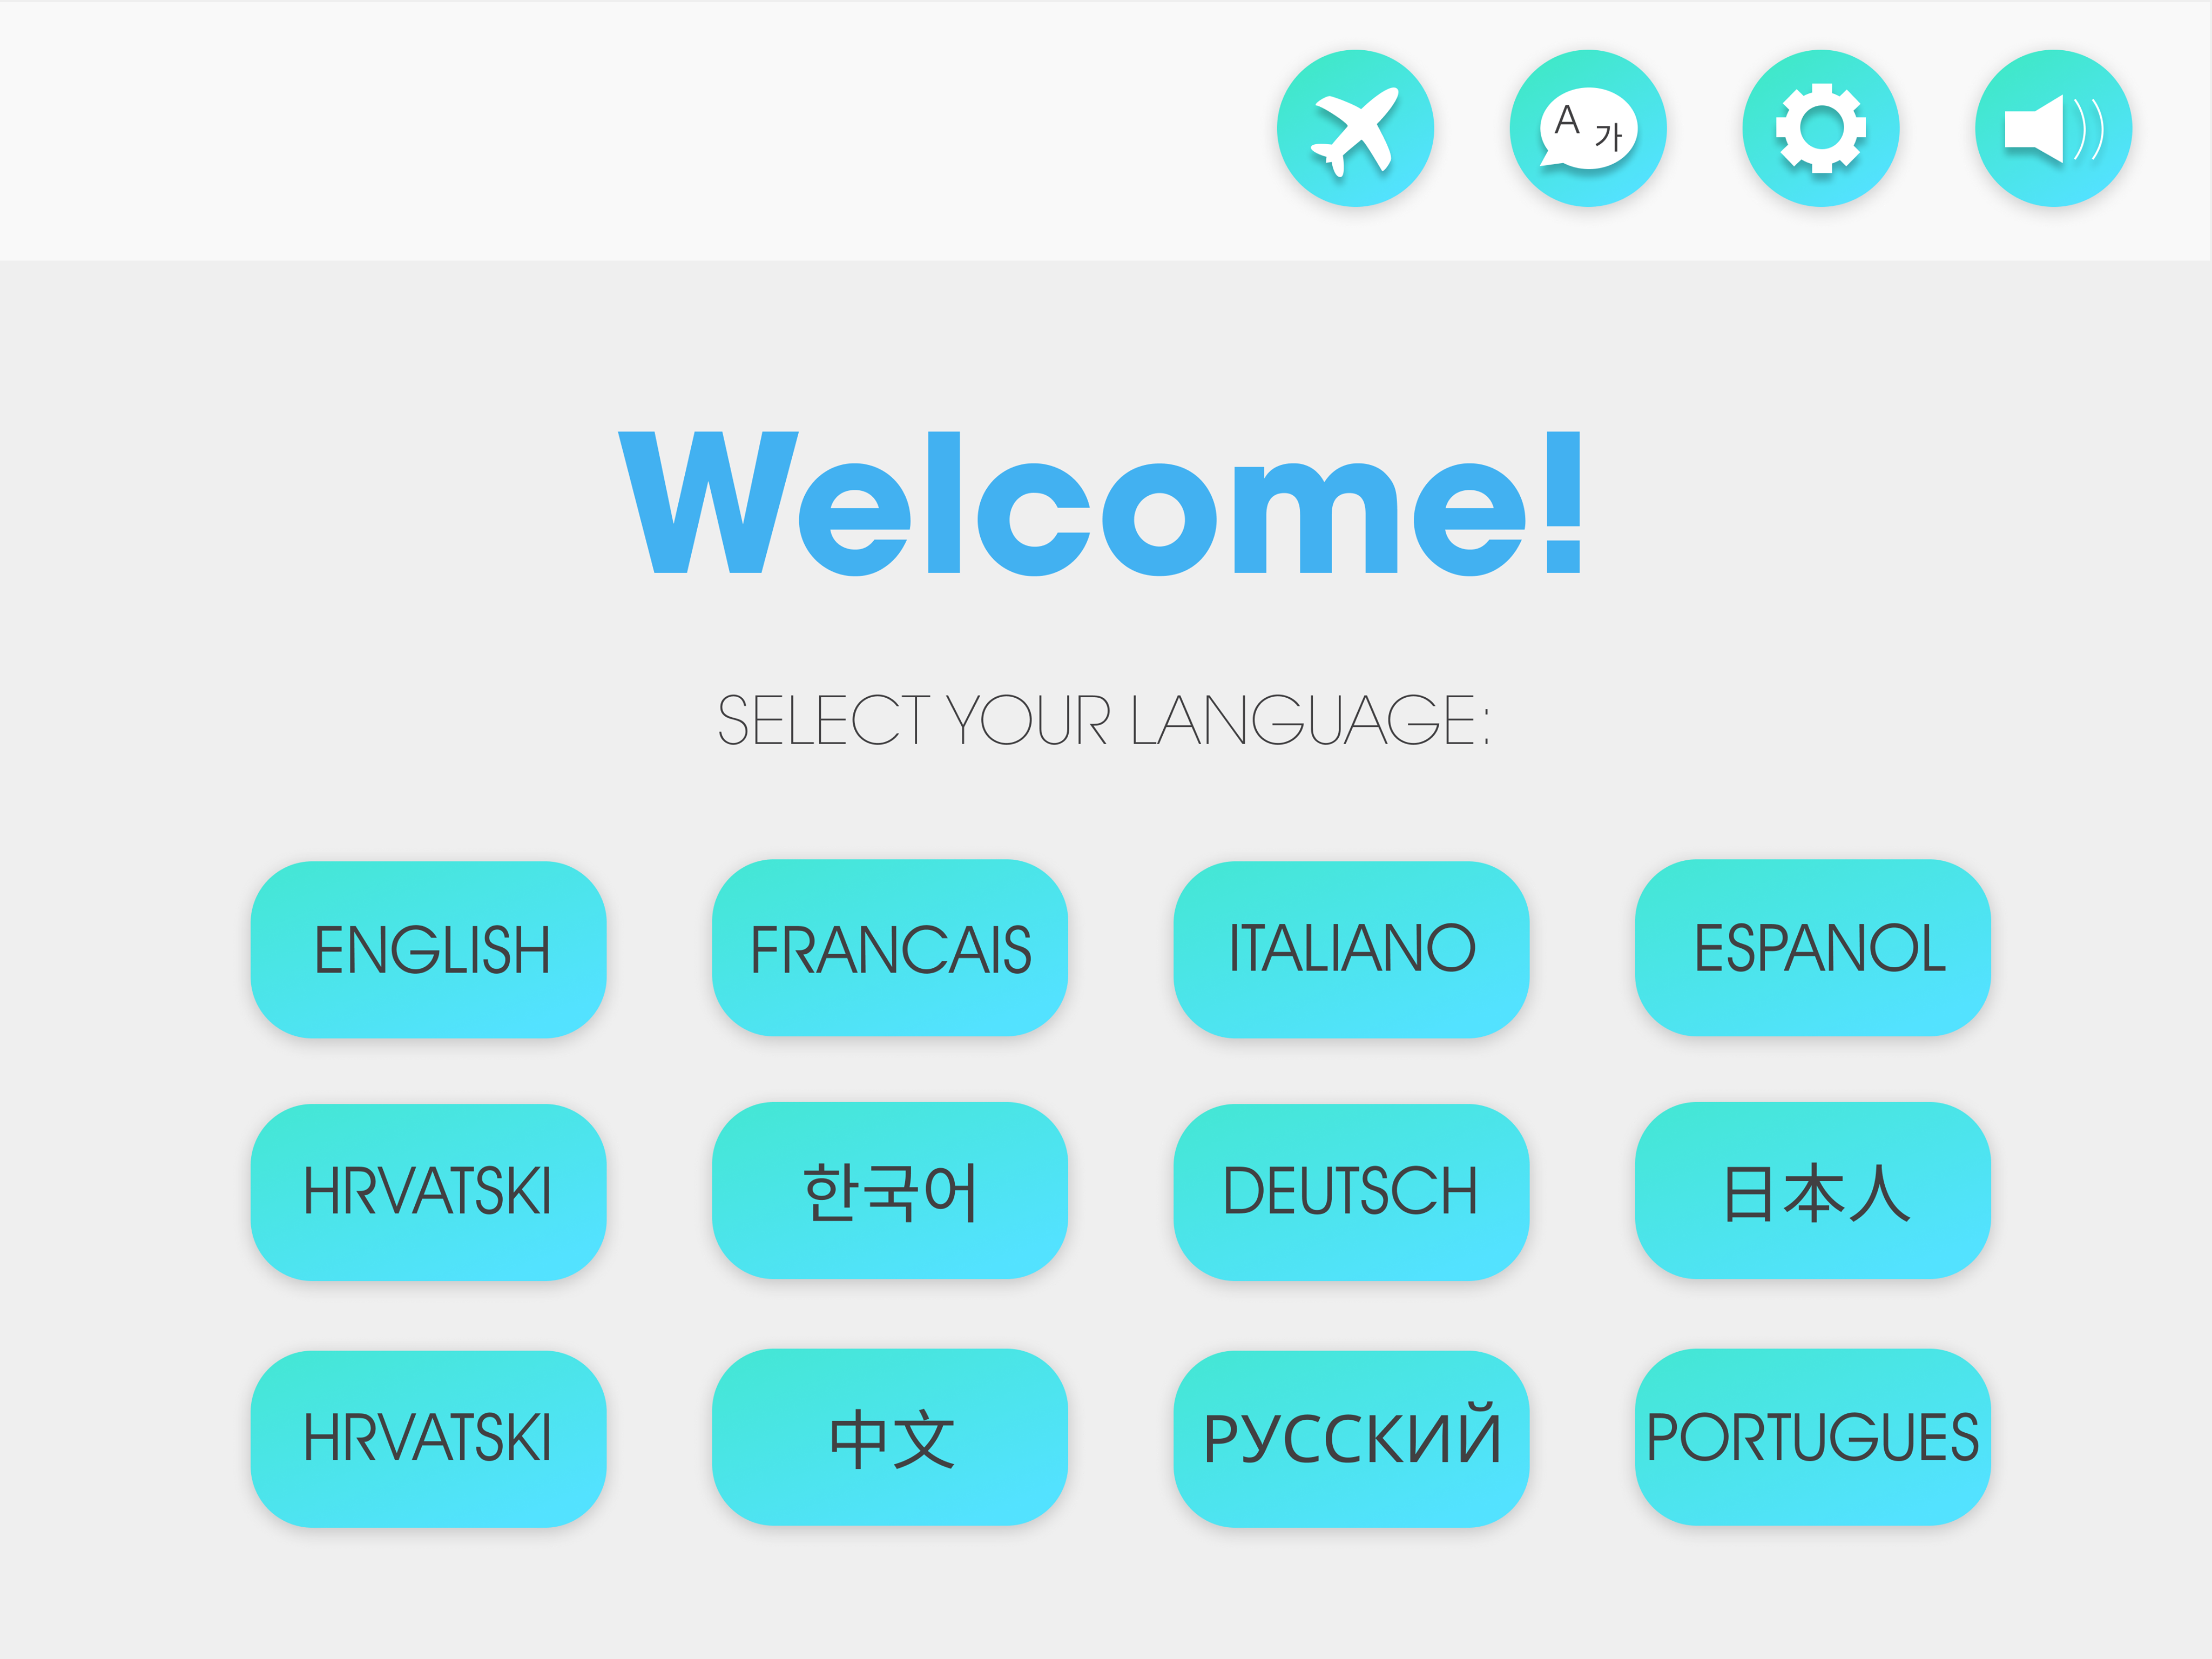 A 가
Welcome!
SELECT YOUR LANGUAGE:
ENGLISH
FRANCAIS
ITALIANO
ESPANOL
HRVATSKI
한국어
DEUTSCH
日本人
HRVATSKI
中文
РУССКИЙ
PORTUGUES